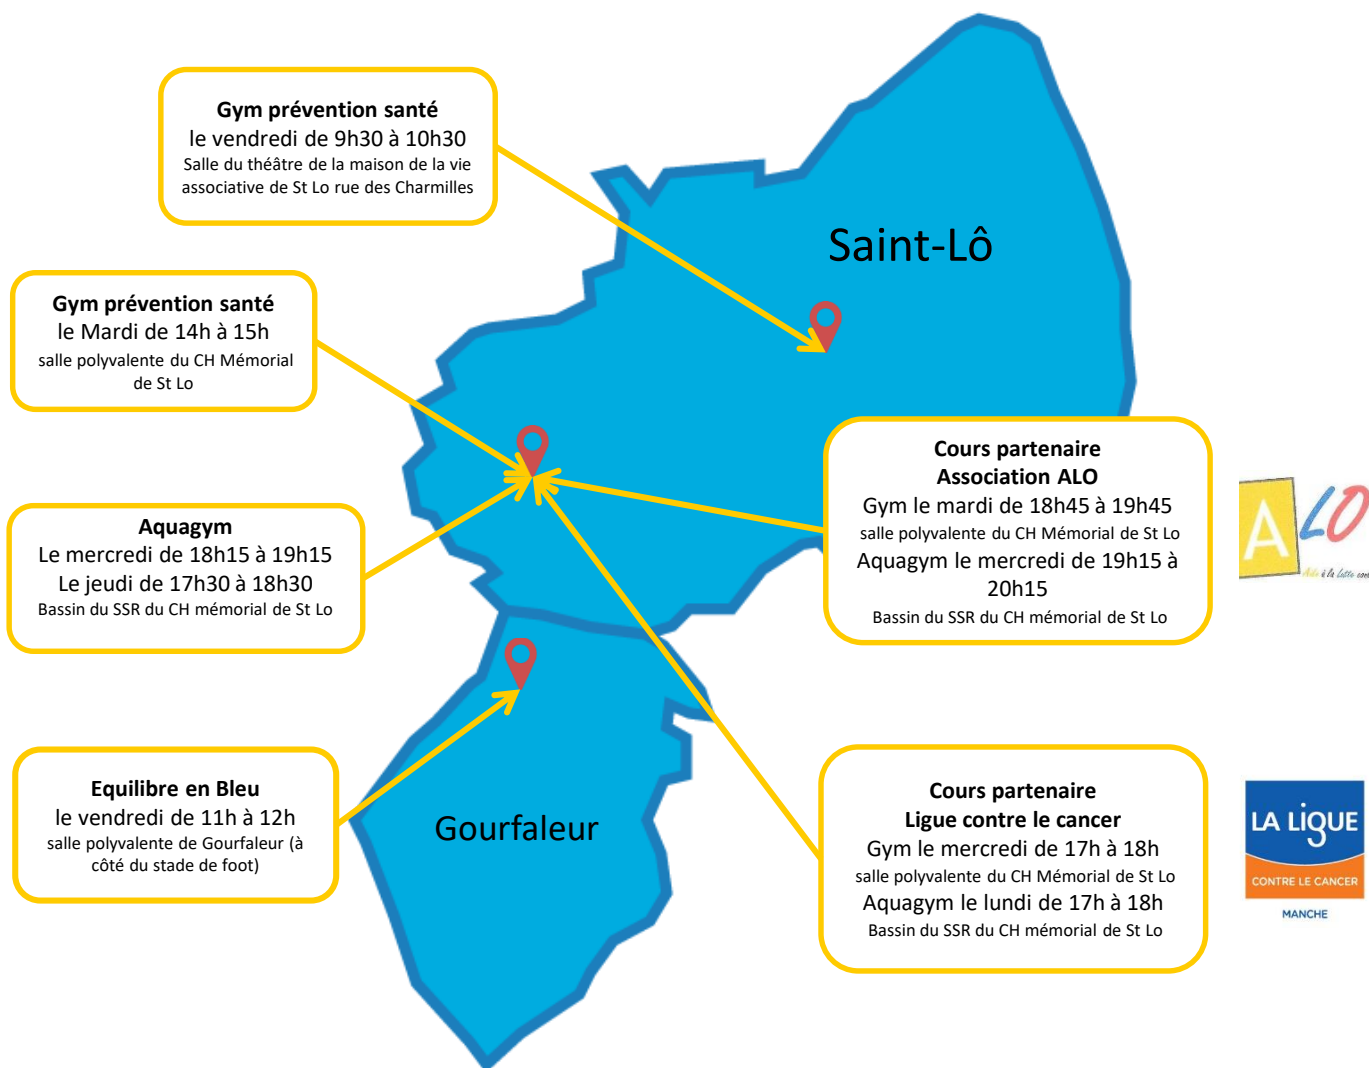 Gym prévention santé
le vendredi de 9h30 à 10h30
Salle du théâtre de la maison de la vie
associative de St Lo rue des Charmilles
Saint-Lô
Gym prévention santé
le Mardi de 14h à 15h
salle polyvalente du CH Mémorial
de St Lo
Aquagym
Le mercredi de 18h15 à 19h15
Le jeudi de 17h30 à 18h30
Bassin du SSR du CH mémorial de St Lo
Cours partenaire
Association ALO
Gym le mardi de 18h45 à 19h45
salle polyvalente du CH Mémorial de St Lo
Aquagym le mercredi de 19h15 à
20h15
Bassin du SSR du CH mémorial de St Lo
ALO
à la lutte
Equilibre en Bleu
le vendredi de 11h à 12h
salle polyvalente de Gourfaleur (à
côté du stade de foot)
Gourfaleur
Cours partenaire
Ligue contre le cancer
Gym le mercredi de 17h à 18h
salle polyvalente du CH Mémorial de St Lo
Aquagym le lundi de 17h à 18h
Bassin du SSR du CH mémorial de St Lo
LA LIGUE
CONTRE LE CANCER
MANCHE